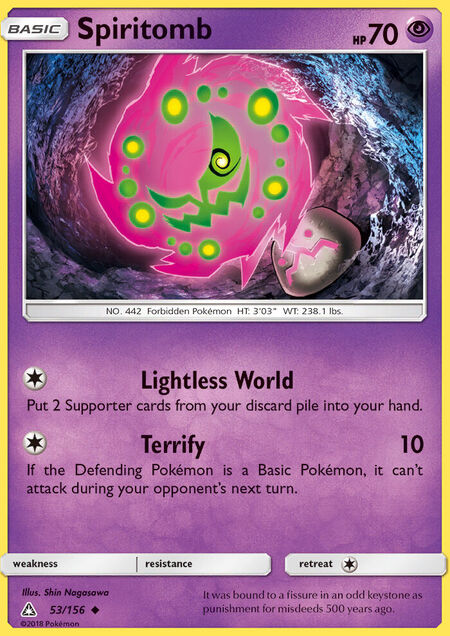 BASIC Spiritomb HP 70
NO. 442 Forbidden Pokémon HT: 3'03" WT: 238.1 lbs.
Lightless World
Put 2 Supporter cards from your discard pile into your hand.
Terrify 10
If the Defending Pokémon is a Basic Pokémon, it can't
attack during your opponent's next turn.
weakness resistance retreat
Illus. Shin Nagasawa
53/156
©2018 Pokémon
It was bound to a fissure in an odd keystone as
punishment for misdeeds 500 years ago.